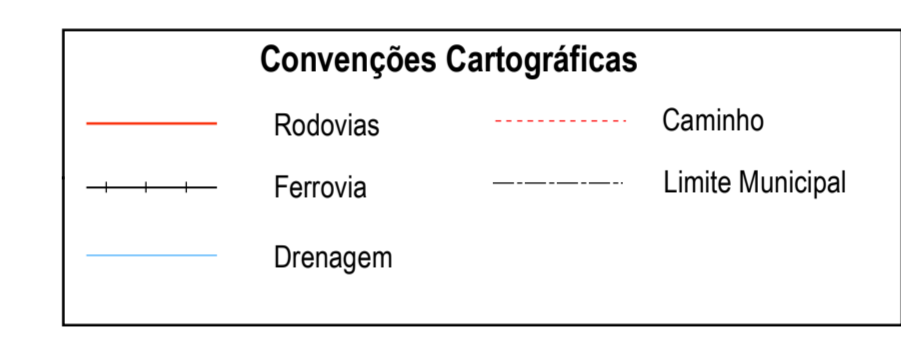 Convenções Cartográficas
Rodovias
Caminho
Ferrovia
Limite Municipal
Drenagem